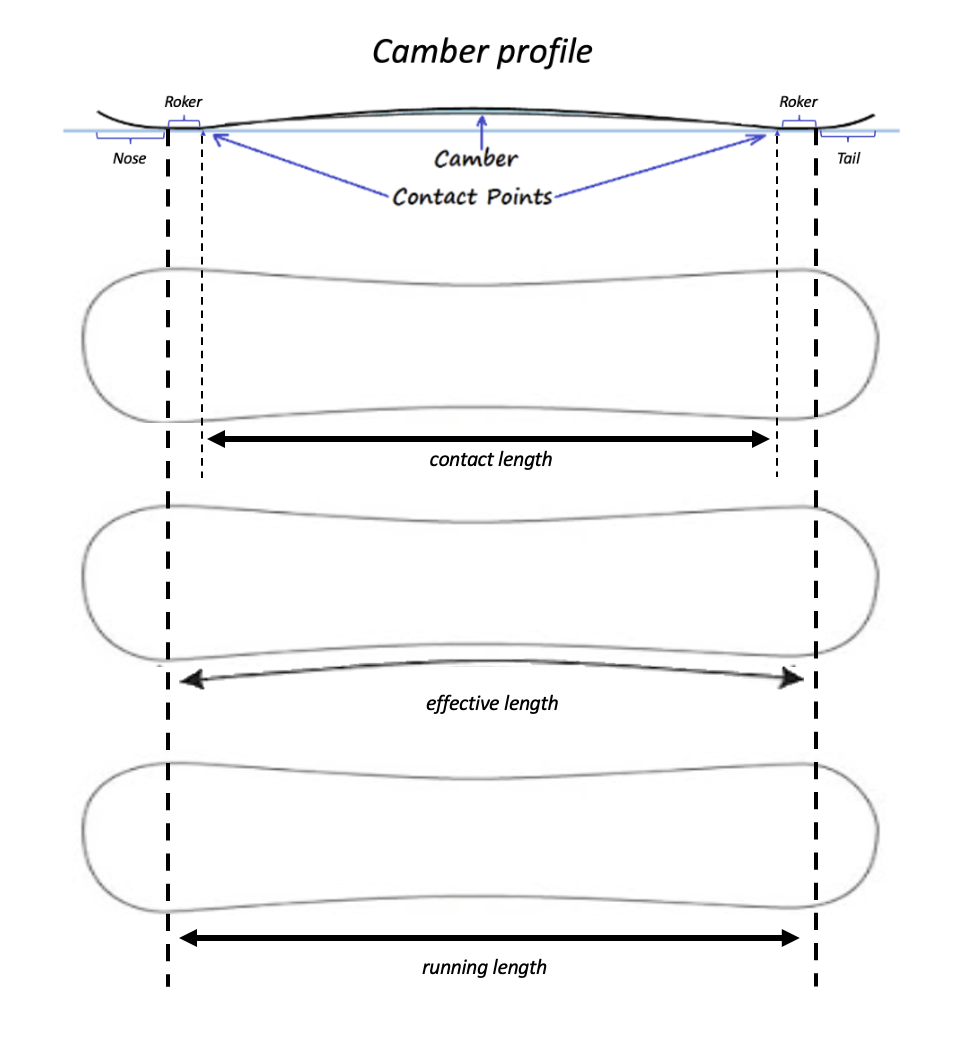 Camber profile
Roker
Roker
Nose
Camber
Tail
Contact Points
contact length
effective length
running length